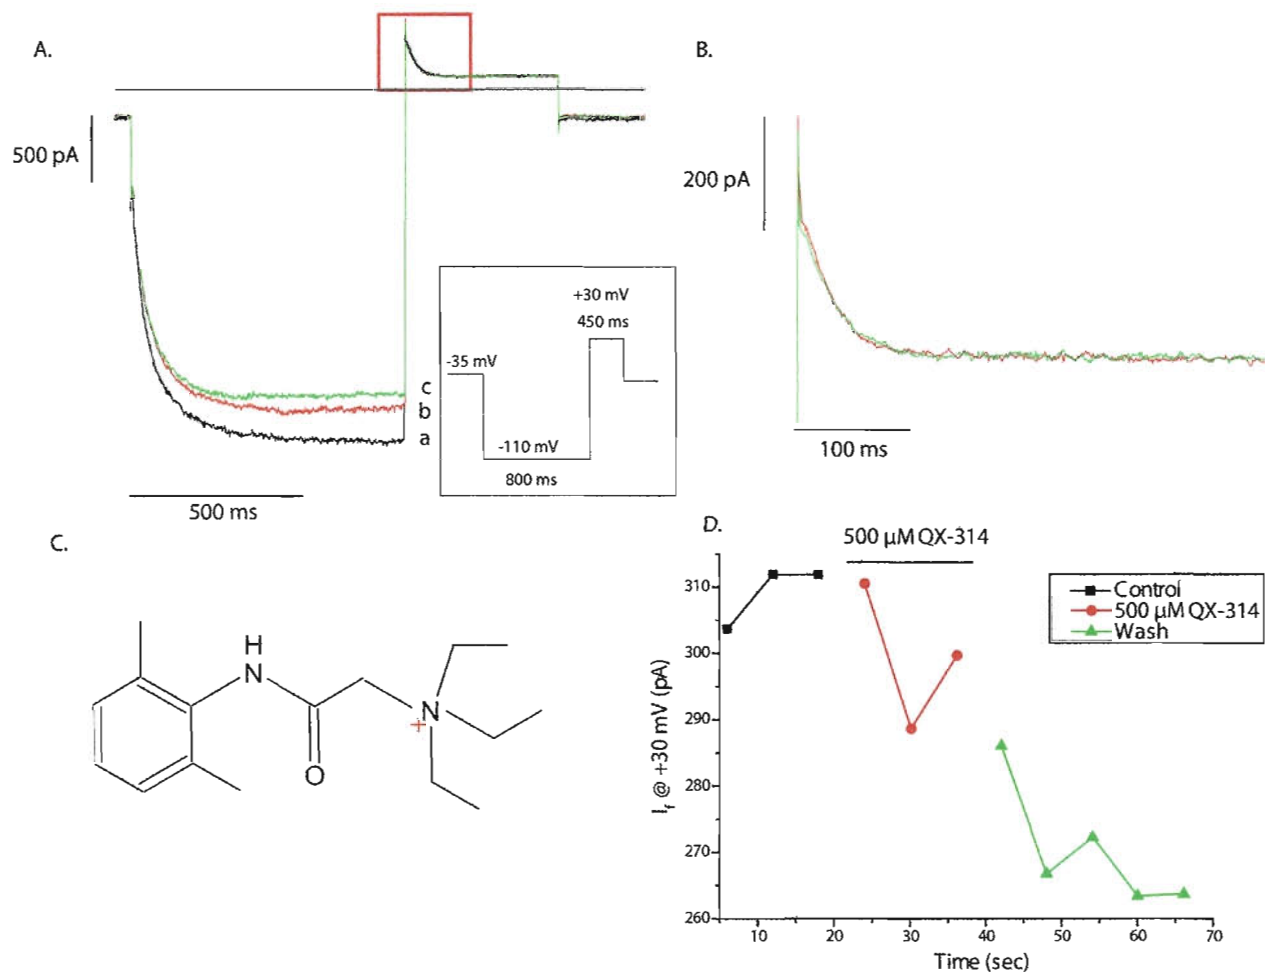 A.
500 pA
c
b
a
500 ms
+30 mV
450 ms
-35 mV
-110 mV
800 ms
B.
200 pA
100 ms
C.
H
N
O
N
+
D.
500 µM QX-314
Control
500 µM QX-314
Wash
310
305
300
290
280
270
260
If @ +30 mV (pA)
10
20
30
40
50
60
70
Time (sec)